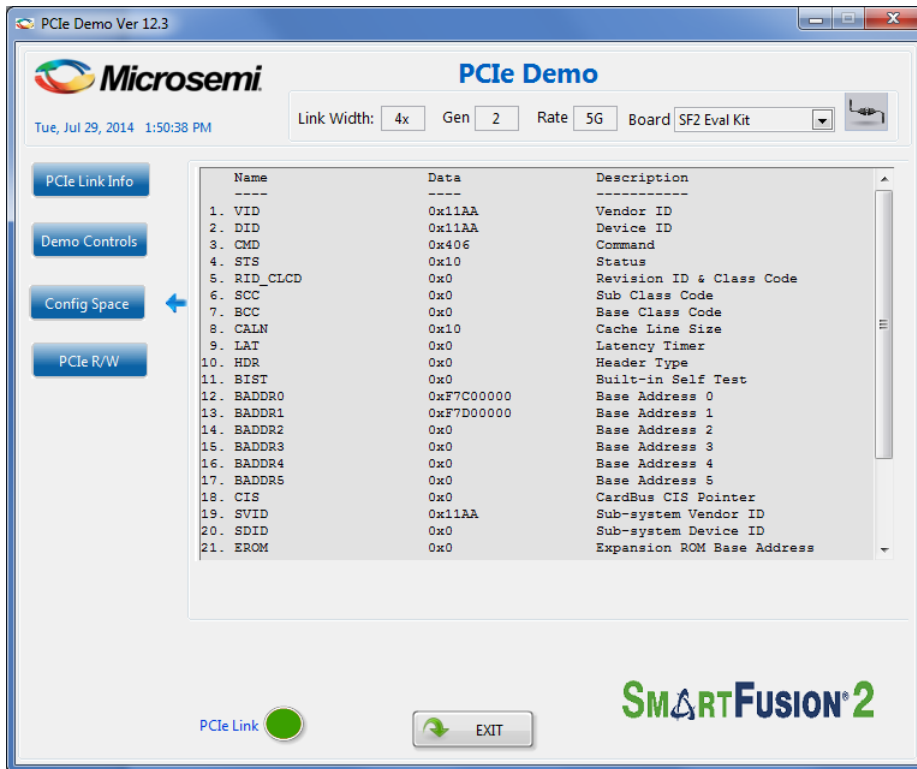 PCIe Demo Ver 12.3
Microsemi.
PCIe Demo
Tue, Jul 29, 2014 1:50:38 PM
Link Width: 4x Gen 2 Rate 5G Board SF2 Eval Kit
PCIe Link Info
Demo Controls
Config Space
PCIe R/W
Name Data Description
---- ---- -----------
1. VID 0x11AA Vendor ID
2. DID 0x11AA Device ID
3. CMD 0x406 Command
4. STS 0x10 Status
5. RID_CLCD 0x0 Revision ID & Class Code
6. SCC 0x0 Sub Class Code
7. BCC 0x0 Base Class Code
8. CALN 0x10 Cache Line Size
9. LAT 0x0 Latency Timer
10. HDR 0x0 Header Type
11. BIST 0x0 Built-in Self Test
12. BADDR0 0xF7C00000 Base Address 0
13. BADDR1 0xF7D00000 Base Address 1
14. BADDR2 0x0 Base Address 2
15. BADDR3 0x0 Base Address 3
16. BADDR4 0x0 Base Address 4
17. BADDR5 0x0 Base Address 5
18. CIS 0x0 CardBus CIS Pointer
19. SVID 0x11AA Sub-system Vendor ID
20. SDID 0x0 Sub-system Device ID
21. EROM 0x0 Expansion ROM Base Address
SMARTFUSION®2
PCIe Link
EXIT